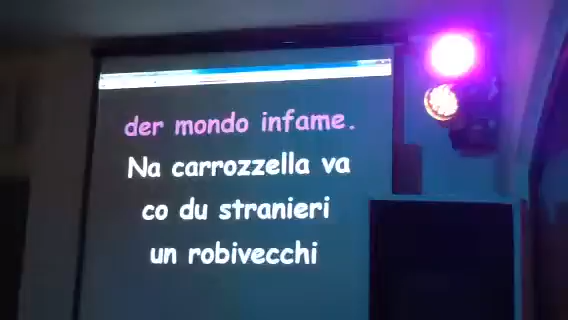 der mondo infame.
Na carrozzella va
co du stranieri
un robivecchi